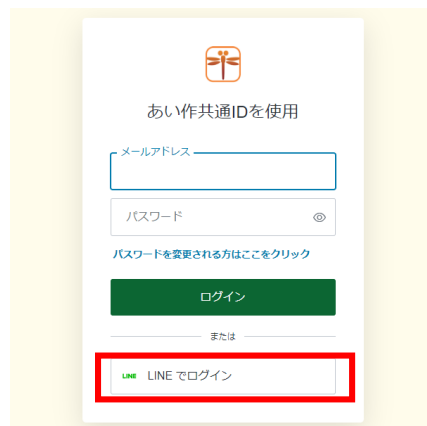 あい作共通IDを使用
メールアドレス
パスワード
パスワードを変更される方はここをクリック
ログイン
または
LINE LINE でログイン